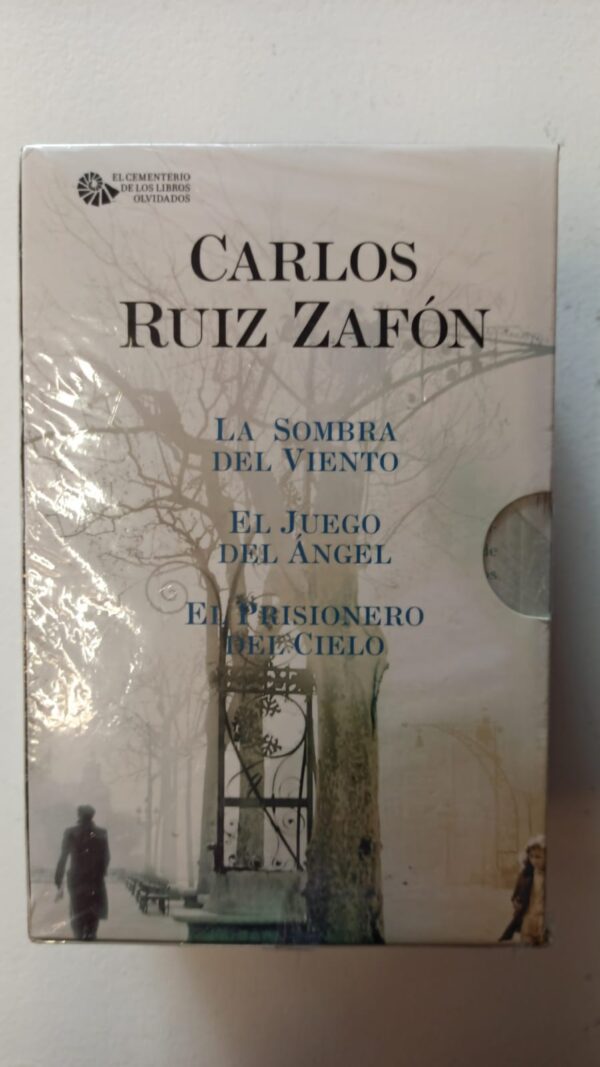 EL CEMENTERIO
DE LOS LIBROS
OLVIDADOS
CARLOS
RUIZ ZAFÓN
LA SOMBRA
DEL VIENTO
EL JUEGO
DEL ÁNGEL
EL PRISIONERO
DEL CIELO